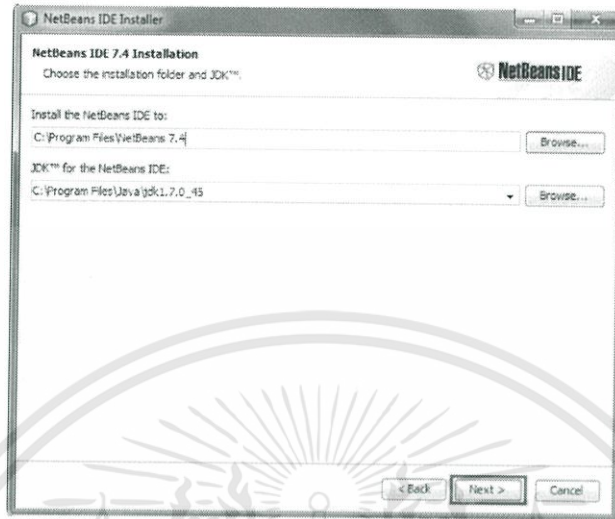 NetBeans IDE Installer
NetBeans IDE 7.4 Installation
Choose the installation folder and JDK™.
NetBeans IDE
Install the NetBeans IDE to:
C:\Program Files\NetBeans 7.4
Browse...
JDK™ for the NetBeans IDE:
C:\Program Files\Java\jdk1.7.0_45
Browse...
< Back
Next >
Cancel